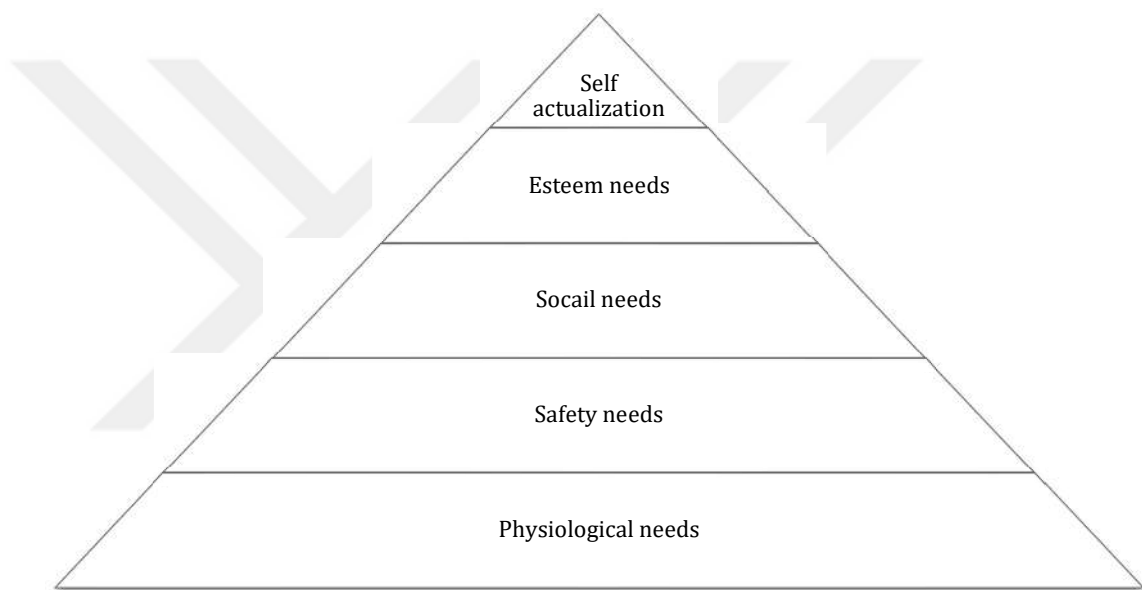 Self
actualization
Esteem needs
Socail needs
Safety needs
Physiological needs